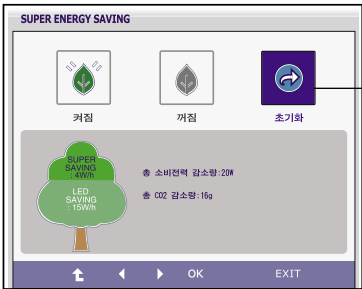 SUPER ENERGY SAVING
켜짐
꺼짐
초기화
SUPER
SAVING
: 4W/h
LED
SAVING
: 15W/h
총 소비전력 감소량:20W
총 CO2 감소량:16g
OK
EXIT